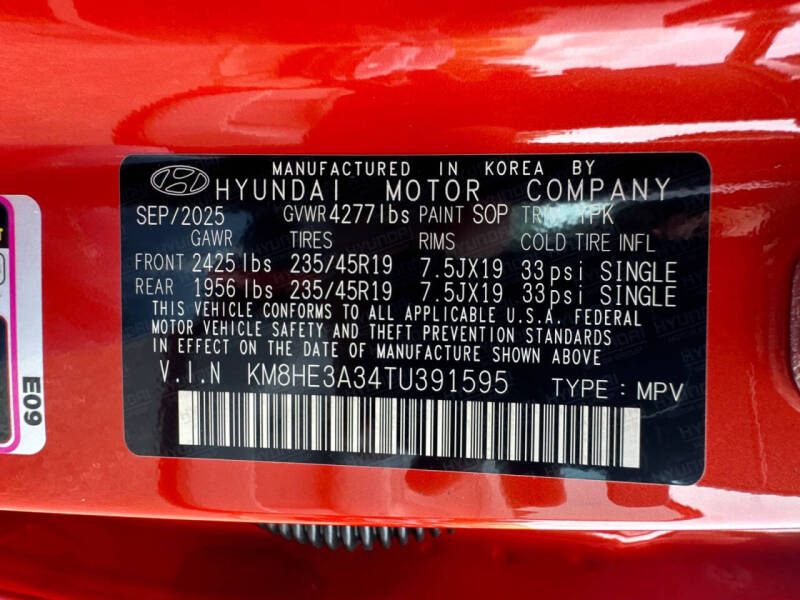 MANUFACTURED IN KOREA BY
HYUNDAI MOTOR COMPANY
SEP/2025 GVWR 4277lbs PAINT SOP TRIM YPK
GAWR TIRES RIMS COLD TIRE INFL
FRONT 2425 lbs 235/45R19 7.5JX19 33psi SINGLE
REAR 1956 lbs 235/45R19 7.5JX19 33psi SINGLE
THIS VEHICLE CONFORMS TO ALL APPLICABLE U.S.A. FEDERAL
MOTOR VEHICLE SAFETY AND THEFT PREVENTION STANDARDS
IN EFFECT ON THE DATE OF MANUFACTURE SHOWN ABOVE
V.I.N KM8HE3A34TU391595 TYPE : MPV
E09